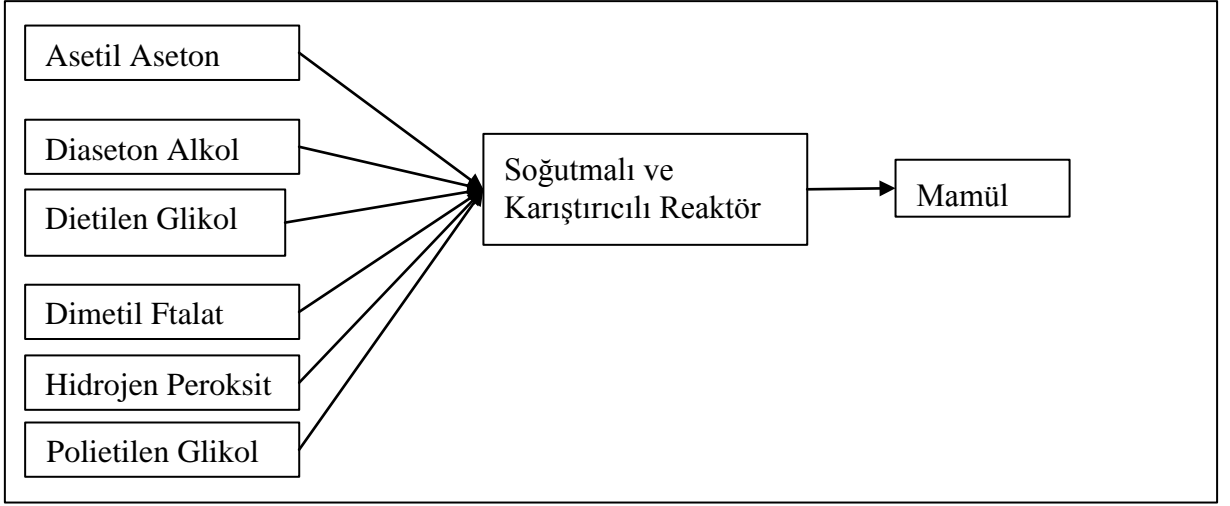 Asetil Aseton
Diaseton Alkol
Dietilen Glikol
Dimetil Ftalat
Hidrojen Peroksit
Polietilen Glikol
Soğutmalı ve
Karıştırıcılı Reaktör
Mamül